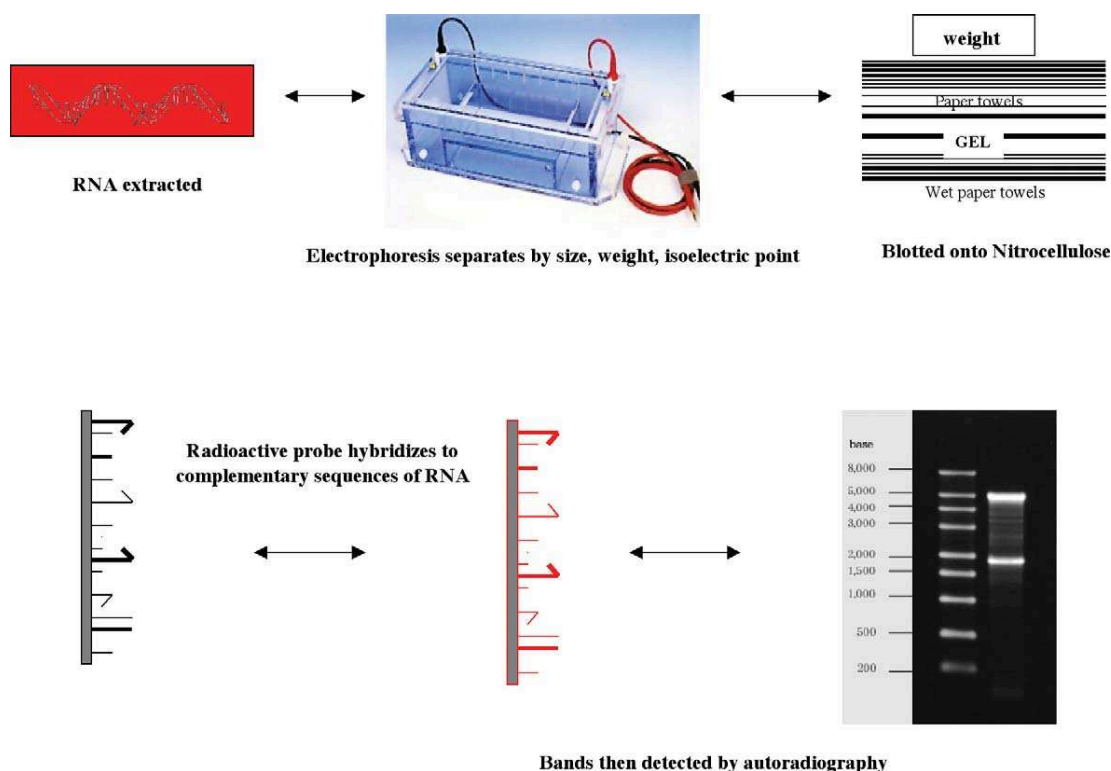 weight
Paper towels
GEL
Wet paper towels
RNA extracted
Electrophoresis separates by size, weight, isoelectric point
Blotted onto Nitrocellulose
Radioactive probe hybridizes to
complementary sequences of RNA
base
8,000
5,000
4,000
3,000
2,000
1,500
1,000
500
200
Bands then detected by autoradiography